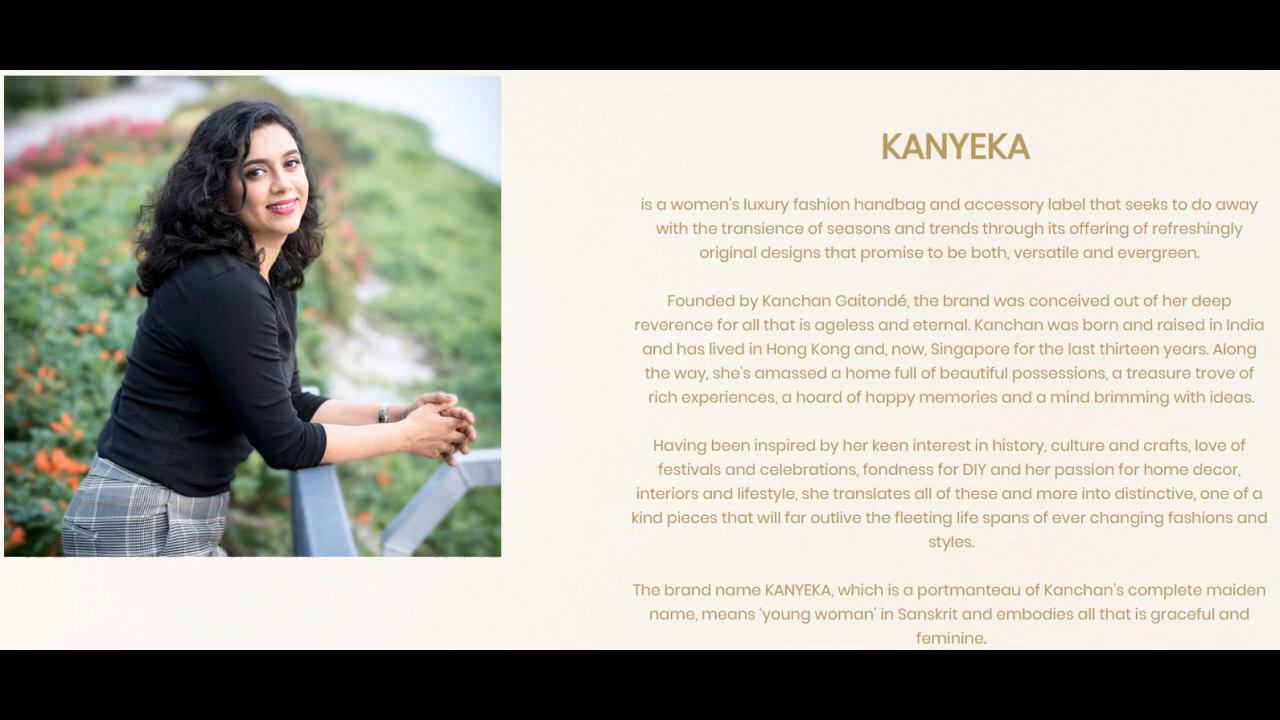 KANYEKA
is a women's luxury fashion handbag and accessory label that seeks to do away
with the transience of seasons and trends through its offering of refreshingly
original designs that promise to be both, versatile and evergreen.
Founded by Kanchan Gaitondé, the brand was conceived out of her deep
reverence for all that is ageless and eternal. Kanchan was born and raised in India
and has lived in Hong Kong and, now, Singapore for the last thirteen years. Along
the way, she's amassed a home full of beautiful possessions, a treasure trove of
rich experiences, a hoard of happy memories and a mind brimming with ideas.
Having been inspired by her keen interest in history, culture and crafts, love of
festivals and celebrations, fondness for DIY and her passion for home decor,
interiors and lifestyle, she translates all of these and more into distinctive, one of a
kind pieces that will far outlive the fleeting life spans of ever changing fashions and
styles.
The brand name KANYEKA, which is a portmanteau of Kanchan's complete maiden
name, means ‘young woman’ in Sanskrit and embodies all that is graceful and
feminine.